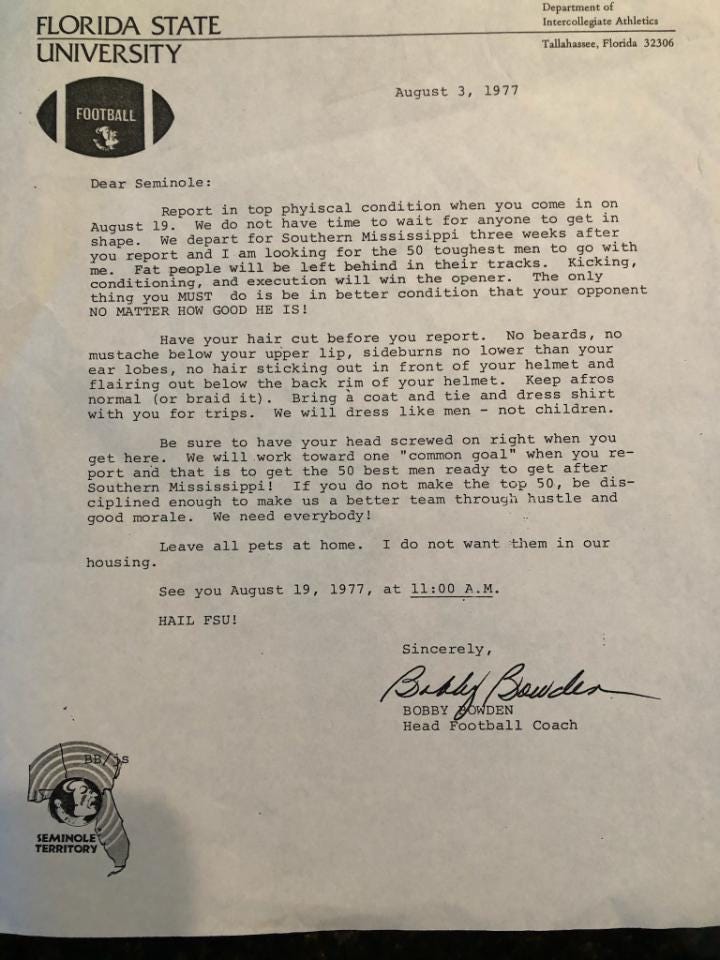 FLORIDA STATE
UNIVERSITY
Department of
Intercollegiate Athletics
Tallahassee, Florida 32306
FOOTBALL
August 3, 1977
Dear Seminole:
Report in top phyiscal condition when you come in on
August 19. We do not have time to wait for anyone to get in
shape. We depart for Southern Mississippi three weeks after
you report and I am looking for the 50 toughest men to go with
me. Fat people will be left behind in their tracks. Kicking,
conditioning, and execution will win the opener. The only
thing you MUST do is be in better condition that your opponent
NO MATTER HOW GOOD HE IS!
Have your hair cut before you report. No beards, no
mustache below your upper lip, sideburns no lower than your
ear lobes, no hair sticking out in front of your helmet and
flairing out below the back rim of your helmet. Keep afros
normal (or braid it). Bring a coat and tie and dress shirt
with you for trips. We will dress like men - not children.
Be sure to have your head screwed on right when you
get here. We will work toward one "common goal" when you re-
port and that is to get the 50 best men ready to get after
Southern Mississippi! If you do not make the top 50, be dis-
ciplined enough to make us a better team through hustle and
good morale. We need everybody!
Leave all pets at home. I do not want them in our
housing.
See you August 19, 1977, at 11:00 A.M.
HAIL FSU!
Sincerely,
Bobby Bowden
BOBBY BOWDEN
Head Football Coach
BB/js
SEMINOLE
TERRITORY